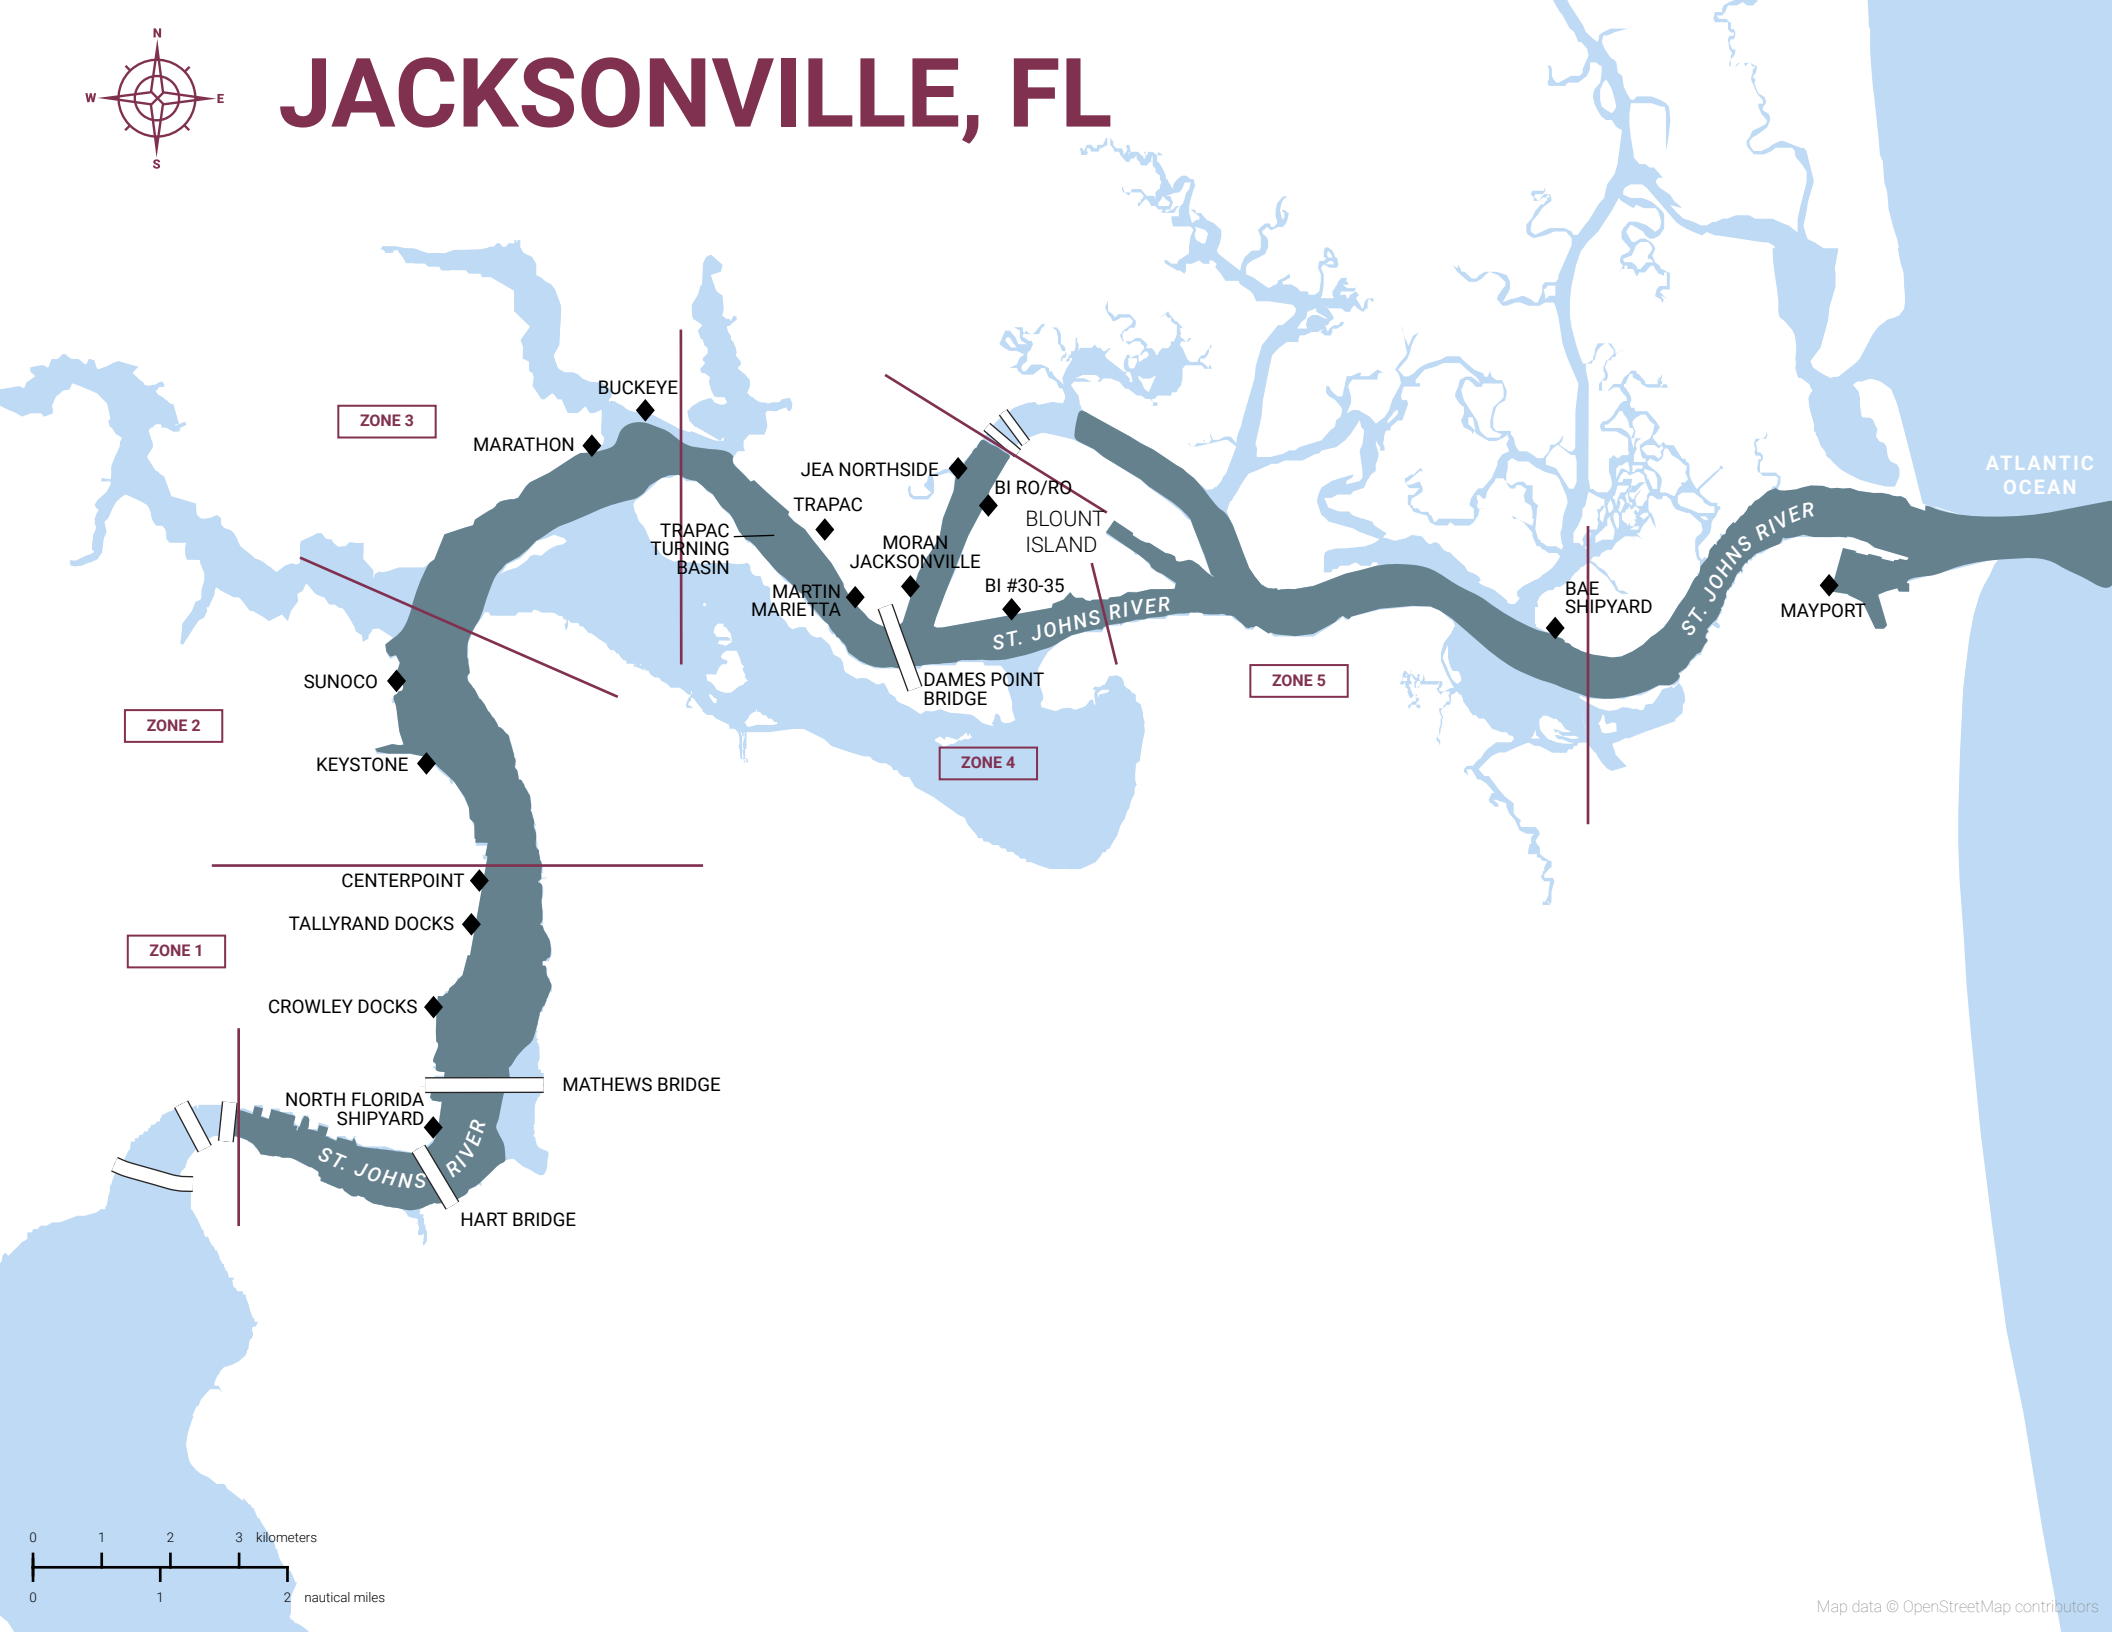 N
W
E
S
JACKSONVILLE, FL
BUCKEYE
ZONE 3
MARATHON
JEA NORTHSIDE
BI RO/RO
TRAPAC
BLOUNT
ISLAND
TRAPAC
TURNING
BASIN
MORAN
JACKSONVILLE
MARTIN
MARIETTA
BI #30-35
ST. JOHNS RIVER
DAMES POINT
BRIDGE
ATLANTIC
OCEAN
ST. JOHNS RIVER
BAE
SHIPYARD
MAYPORT
SUNOCO
ZONE 5
ZONE 2
KEYSTONE
ZONE 4
CENTERPOINT
TALLYRAND DOCKS
ZONE 1
CROWLEY DOCKS
MATHEWS BRIDGE
NORTH FLORIDA
SHIPYARD
ST. JOHNS RIVER
HART BRIDGE
0 1 2 3 kilometers
0 1 2 nautical miles
Map data © OpenStreetMap contributors